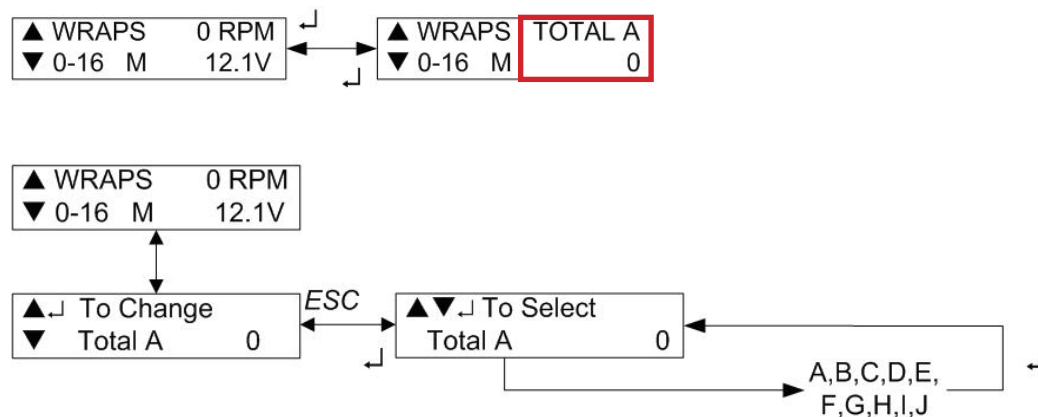 ▲ WRAPS 0 RPM
▼ 0-16 M 12.1V
↵
↵
▲ WRAPS TOTAL A
▼ 0-16 M 0
▲ WRAPS 0 RPM
▼ 0-16 M 12.1V
▲↵ To Change
▼ Total A 0
ESC
↵
▲▼↵ To Select
Total A 0
A,B,C,D,E,
F,G,H,I,J